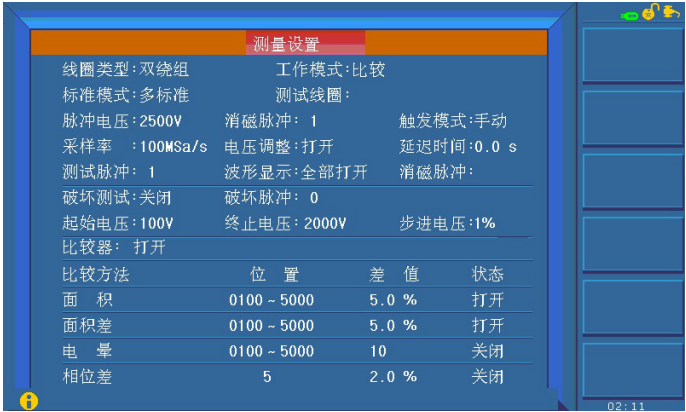 测量设置
线圈类型:双绕组 工作模式:比较
标准模式:多标准 测试线圈:
脉冲电压:2500V 消磁脉冲: 1 触发模式:手动
采样率 :100MSa/s 电压调整:打开 延迟时间:0.0 s
测试脉冲: 1 波形显示:全部打开 消磁脉冲:
破坏测试:关闭 破坏脉冲: 0
起始电压:100V 终止电压:2000V 步进电压:1%
比较器: 打开
比较方法 位 置 差 值 状态
面 积 0100 ~ 5000 5.0 % 打开
面积差 0100 ~ 5000 5.0 % 打开
电 晕 0100 ~ 5000 10 关闭
相位差 5 2.0 % 关闭
02:11